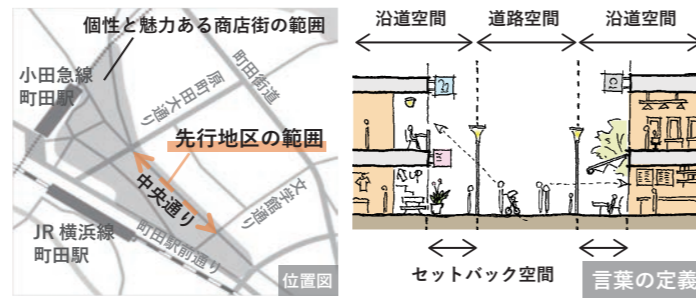 個性と魅力ある商店街の範囲
小田急線
町田駅
原町田大通り
町田街道
先行地区の範囲
中央通り
文学館通り
JR 横浜線
町田駅
町田駅前通り
位置図
沿道空間
道路空間
沿道空間
セットバック空間
言葉の定義